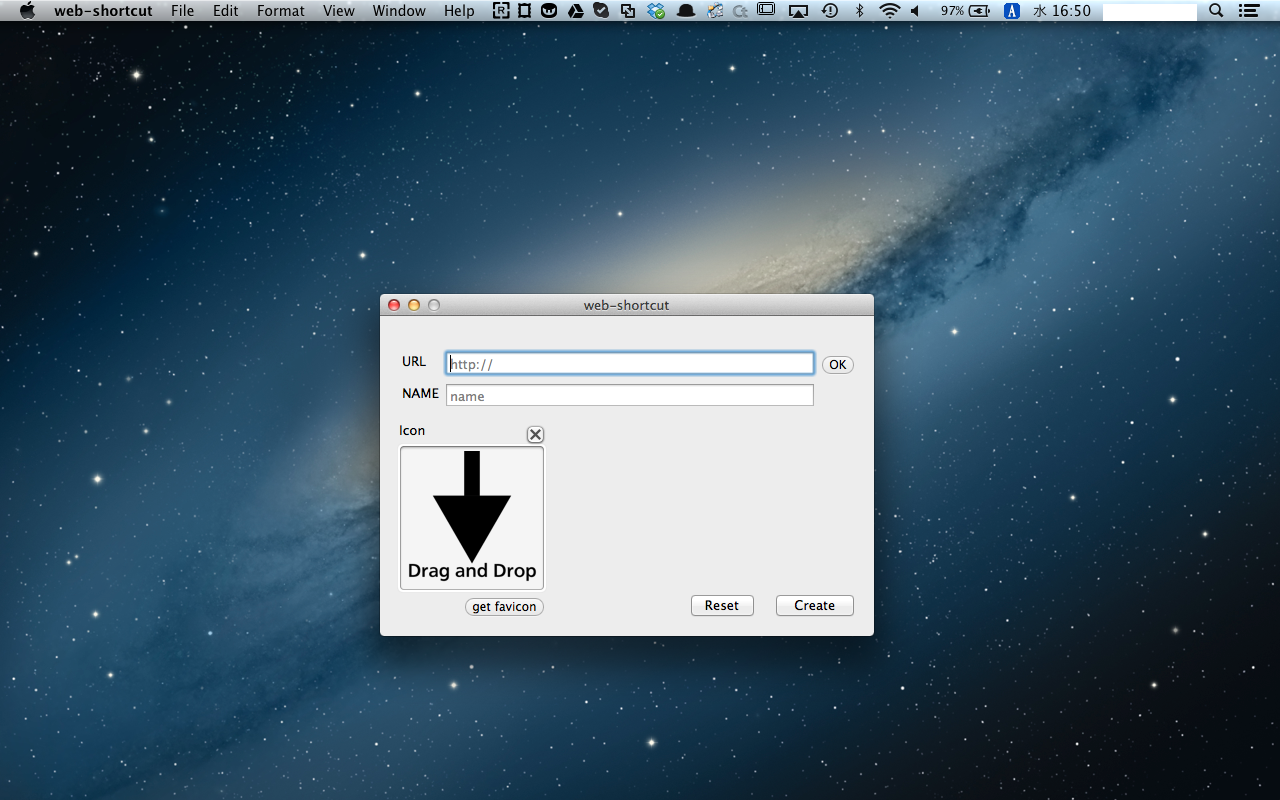 web-shortcut File Edit Format View Window Help 97% A 水 16:50
web-shortcut
URL http:// OK
NAME name
Icon
Drag and Drop
get favicon Reset Create